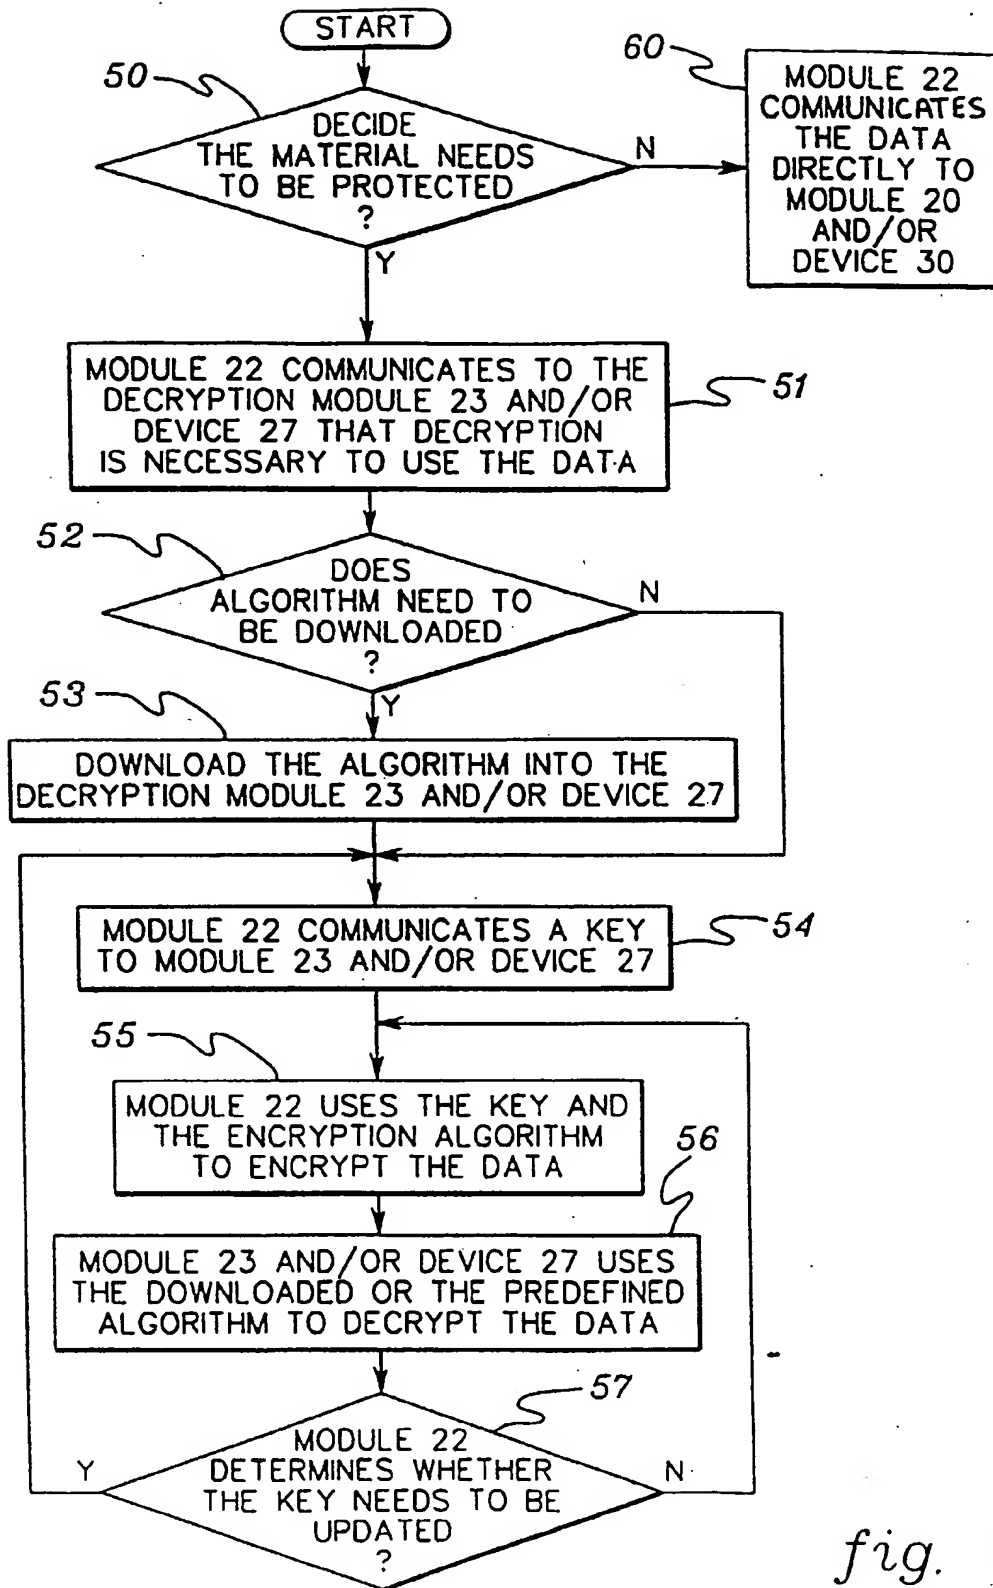 START
50
DECIDE
THE MATERIAL NEEDS
TO BE PROTECTED
?
N
Y
60
MODULE 22
COMMUNICATES
THE DATA
DIRECTLY TO
MODULE 20
AND/OR
DEVICE 30
MODULE 22 COMMUNICATES TO THE
DECRYPTION MODULE 23 AND/OR
DEVICE 27 THAT DECRYPTION
IS NECESSARY TO USE THE DATA
51
52
DOES
ALGORITHM NEED TO
BE DOWNLOADED
?
N
Y
53
DOWNLOAD THE ALGORITHM INTO THE
DECRYPTION MODULE 23 AND/OR DEVICE 27
MODULE 22 COMMUNICATES A KEY
TO MODULE 23 AND/OR DEVICE 27
54
55
MODULE 22 USES THE KEY AND
THE ENCRYPTION ALGORITHM
TO ENCRYPT THE DATA
56
MODULE 23 AND/OR DEVICE 27 USES
THE DOWNLOADED OR THE PREDEFINED
ALGORITHM TO DECRYPT THE DATA
57
MODULE 22
DETERMINES WHETHER
THE KEY NEEDS TO BE
UPDATED
?
Y
N
fig.